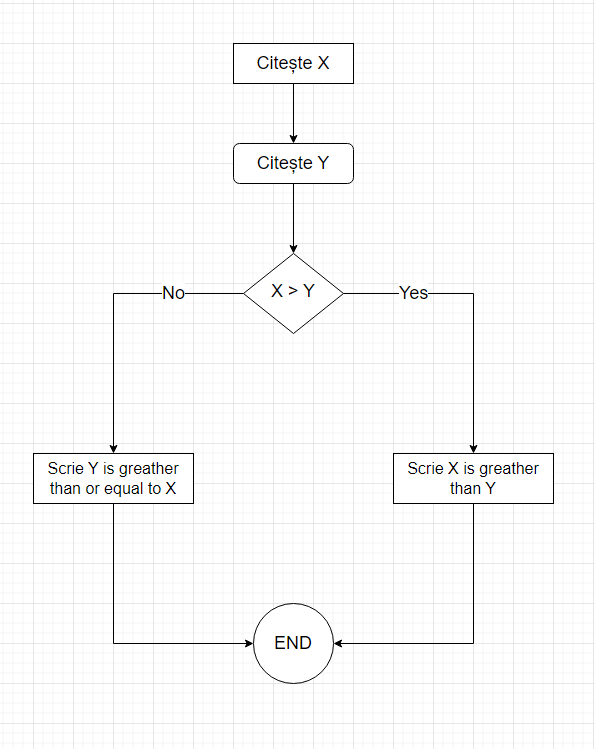 Citește X
Citește Y
X > Y
No
Yes
Scrie Y is greather
than or equal to X
Scrie X is greather
than Y
END